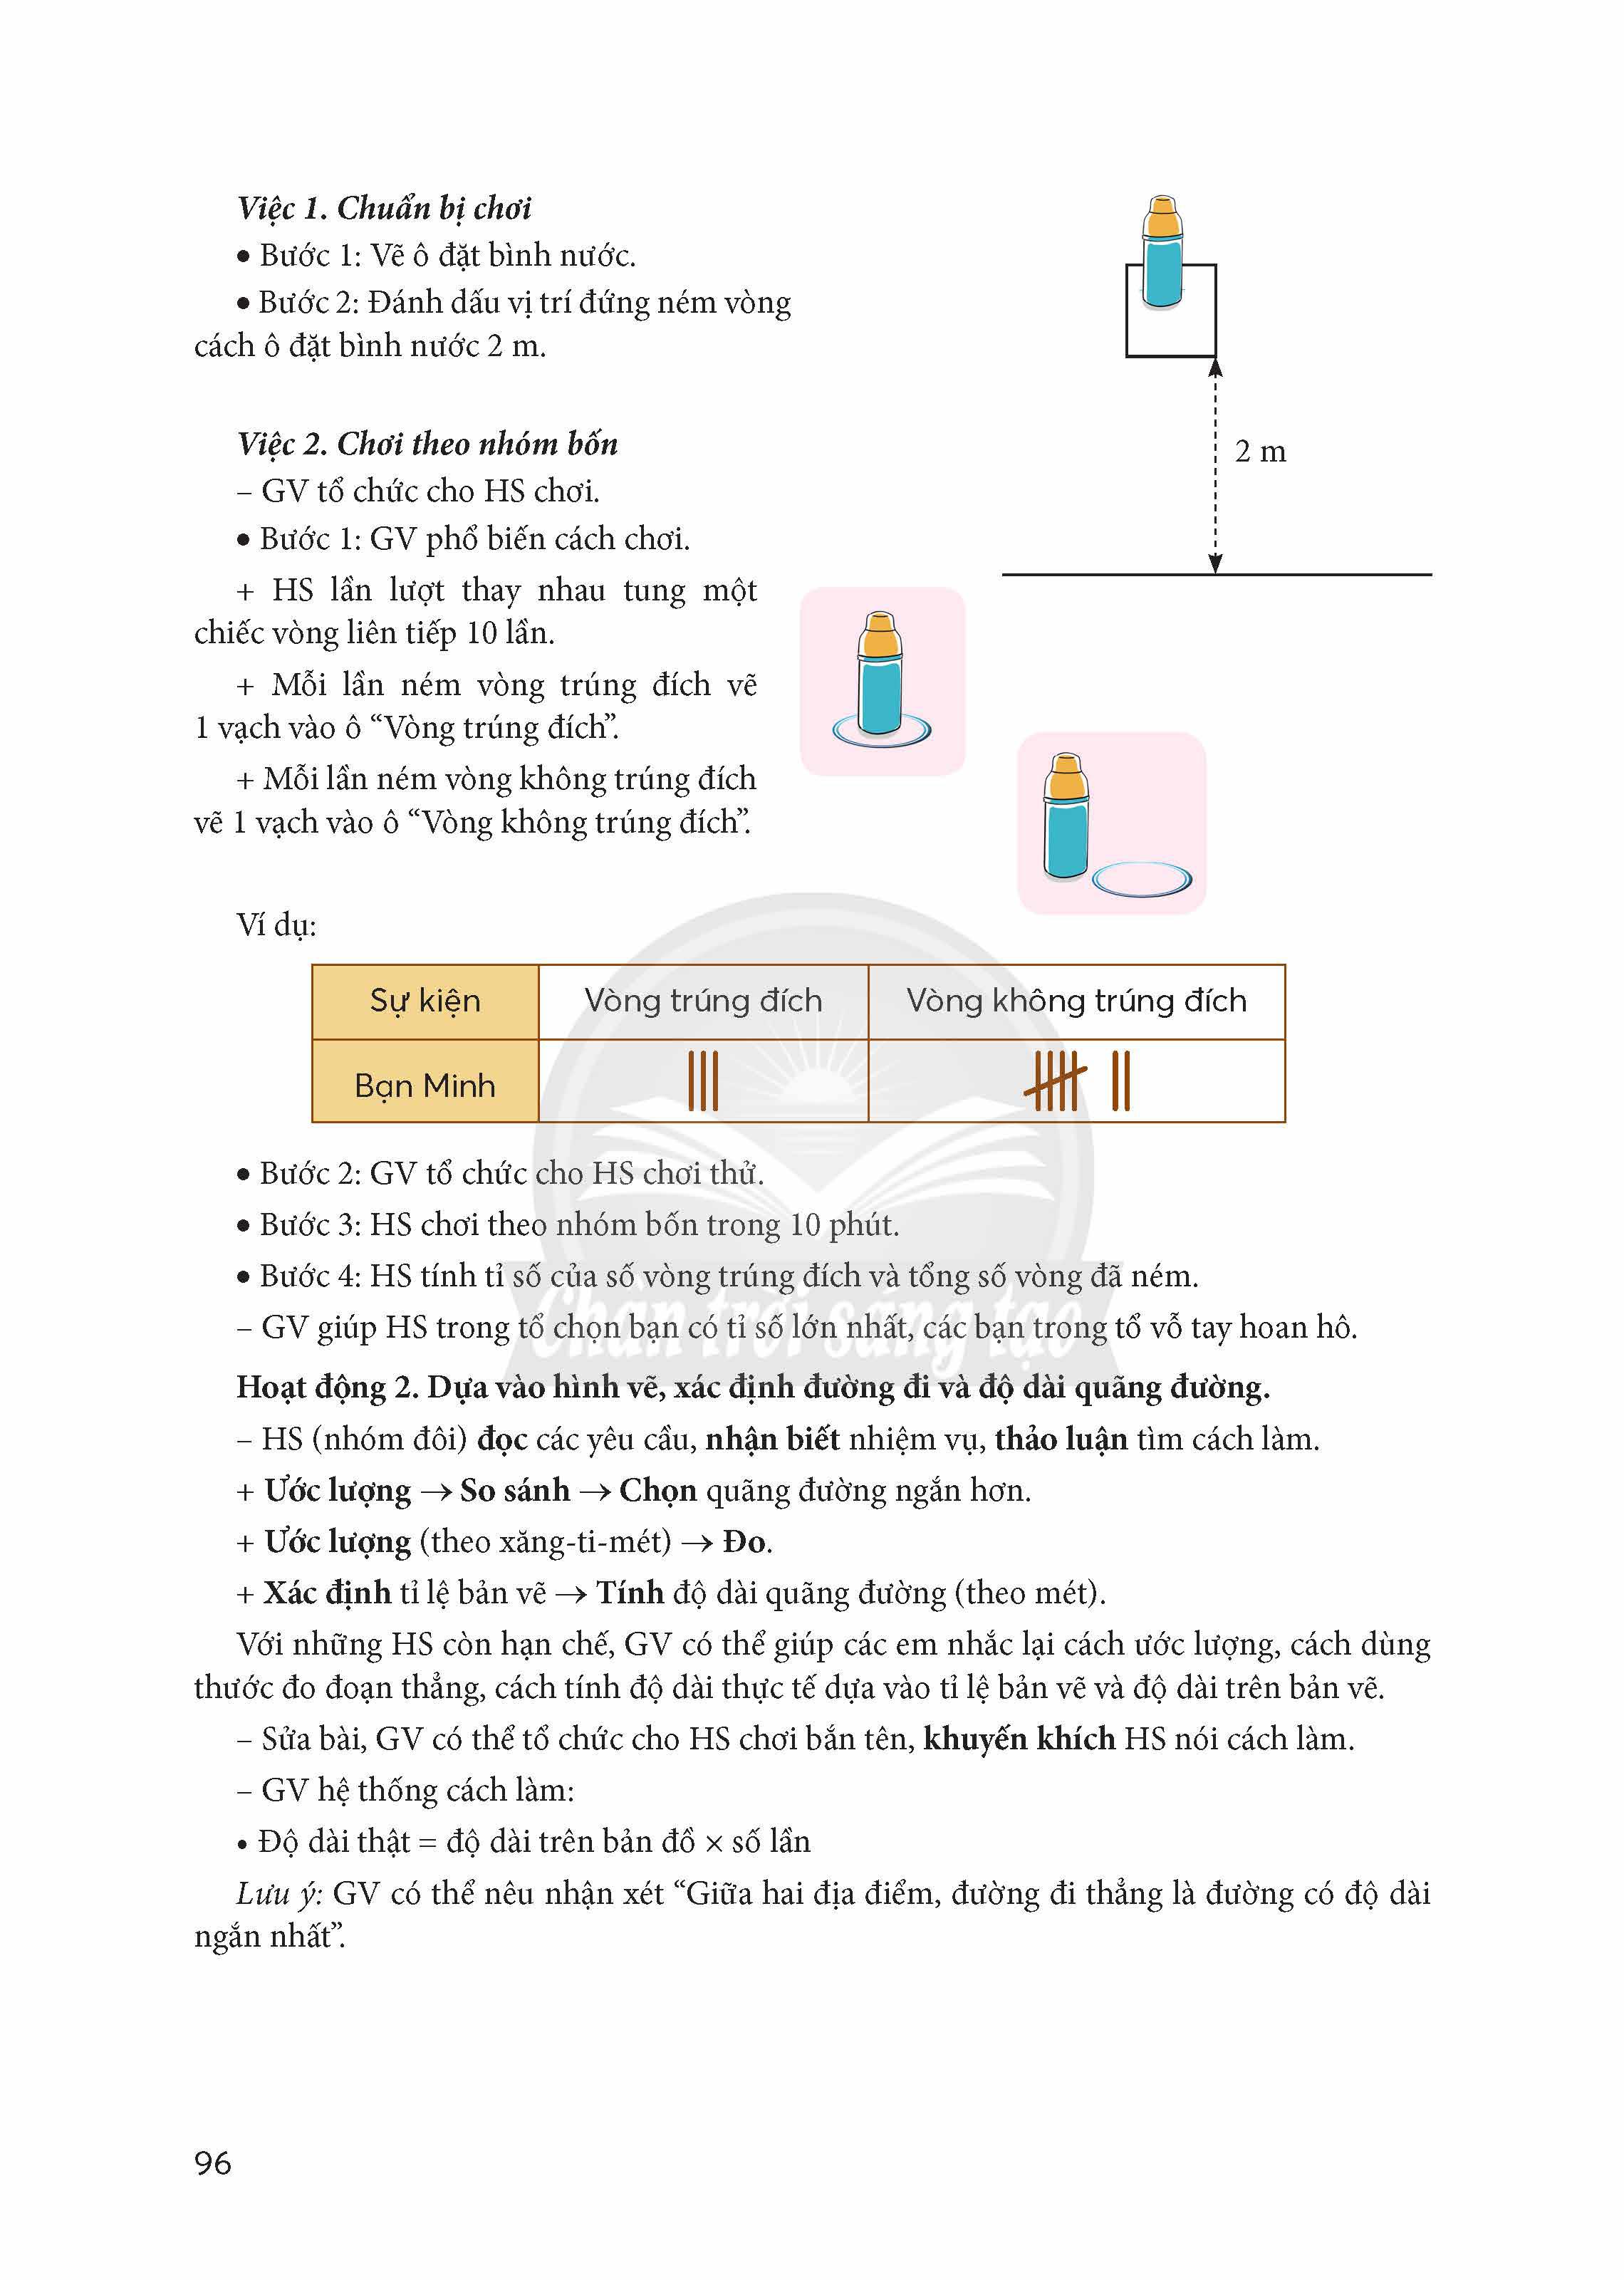 Việc 1. Chuẩn bị chơi
• Bước 1: Vẽ ô đặt bình nước.
• Bước 2: Đánh dấu vị trí đứng ném vòng
cách ô đặt bình nước 2 m.
2 m
Việc 2. Chơi theo nhóm bốn
– GV tổ chức cho HS chơi.
• Bước 1: GV phổ biến cách chơi.
+ HS lần lượt thay nhau tung một
chiếc vòng liên tiếp 10 lần.
+ Mỗi lần ném vòng trúng đích vẽ
1 vạch vào ô “Vòng trúng đích”.
+ Mỗi lần ném vòng không trúng đích
vẽ 1 vạch vào ô “Vòng không trúng đích”.
Ví dụ:
Sự kiện Vòng trúng đích Vòng không trúng đích
Bạn Minh
• Bước 2: GV tổ chức cho HS chơi thử.
• Bước 3: HS chơi theo nhóm bốn trong 10 phút.
• Bước 4: HS tính tỉ số của số vòng trúng đích và tổng số vòng đã ném.
– GV giúp HS trong tổ chọn bạn có tỉ số lớn nhất, các bạn trong tổ vỗ tay hoan hô.
Chân trời sáng tạo
Hoạt động 2. Dựa vào hình vẽ, xác định đường đi và độ dài quãng đường.
– HS (nhóm đôi) đọc các yêu cầu, nhận biết nhiệm vụ, thảo luận tìm cách làm.
+ Ước lượng → So sánh → Chọn quãng đường ngắn hơn.
+ Ước lượng (theo xăng-ti-mét) → Đo.
+ Xác định tỉ lệ bản vẽ → Tính độ dài quãng đường (theo mét).
Với những HS còn hạn chế, GV có thể giúp các em nhắc lại cách ước lượng, cách dùng
thước đo đoạn thẳng, cách tính độ dài thực tế dựa vào tỉ lệ bản vẽ và độ dài trên bản vẽ.
– Sửa bài, GV có thể tổ chức cho HS chơi bắn tên, khuyến khích HS nói cách làm.
– GV hệ thống cách làm:
• Độ dài thật = độ dài trên bản đồ × số lần
Lưu ý: GV có thể nêu nhận xét “Giữa hai địa điểm, đường đi thẳng là đường có độ dài
ngắn nhất”.
96